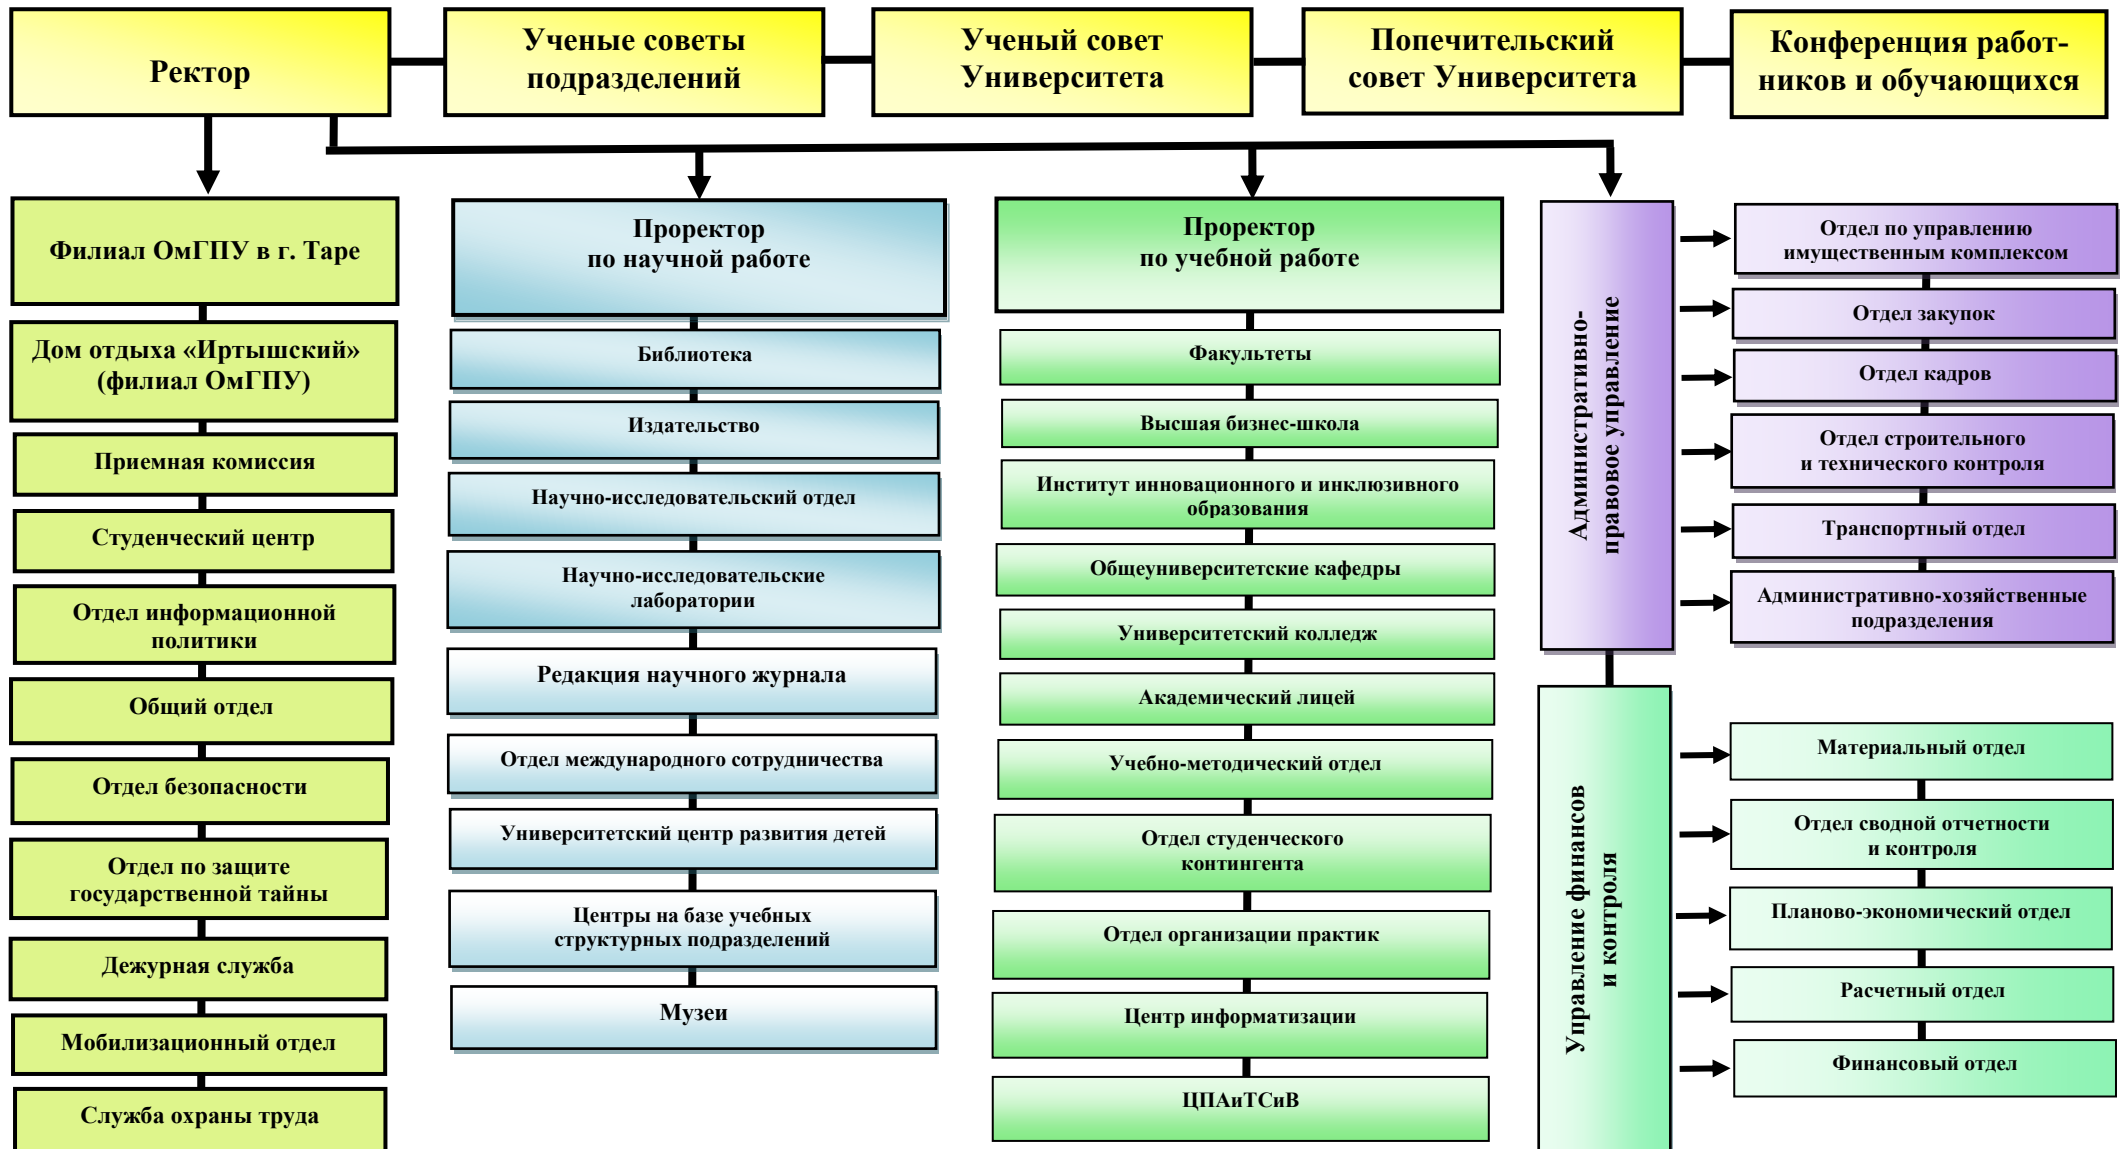 Ректор
Ученые советы
подразделений
Ученый совет
Университета
Попечительский
совет Университета
Конференция работ-
ников и обучающихся
Филиал ОмГПУ в г. Таре
Дом отдыха «Иртышский»
(филиал ОмГПУ)
Приемная комиссия
Студенческий центр
Отдел информационной
политики
Общий отдел
Отдел безопасности
Отдел по защите
государственной тайны
Дежурная служба
Мобилизационный отдел
Служба охраны труда
Проректор
по научной работе
Библиотека
Издательство
Научно-исследовательский отдел
Научно-исследовательские
лаборатории
Редакция научного журнала
Отдел международного сотрудничества
Университетский центр развития детей
Центры на базе учебных
структурных подразделений
Музеи
Проректор
по учебной работе
Факультеты
Высшая бизнес-школа
Институт инновационного и инклюзивного
образования
Общеуниверситетские кафедры
Университетский колледж
Академический лицей
Учебно-методический отдел
Отдел студенческого
контингента
Отдел организации практик
Центр информатизации
ЦПАиТСиВ
Административно-
правовое управление
Отдел по управлению
имущественным комплексом
Отдел закупок
Отдел кадров
Отдел строительного
и технического контроля
Транспортный отдел
Административно-хозяйственные
подразделения
Управление финансов
и контроля
Материальный отдел
Отдел сводной отчетности
и контроля
Планово-экономический отдел
Расчетный отдел
Финансовый отдел